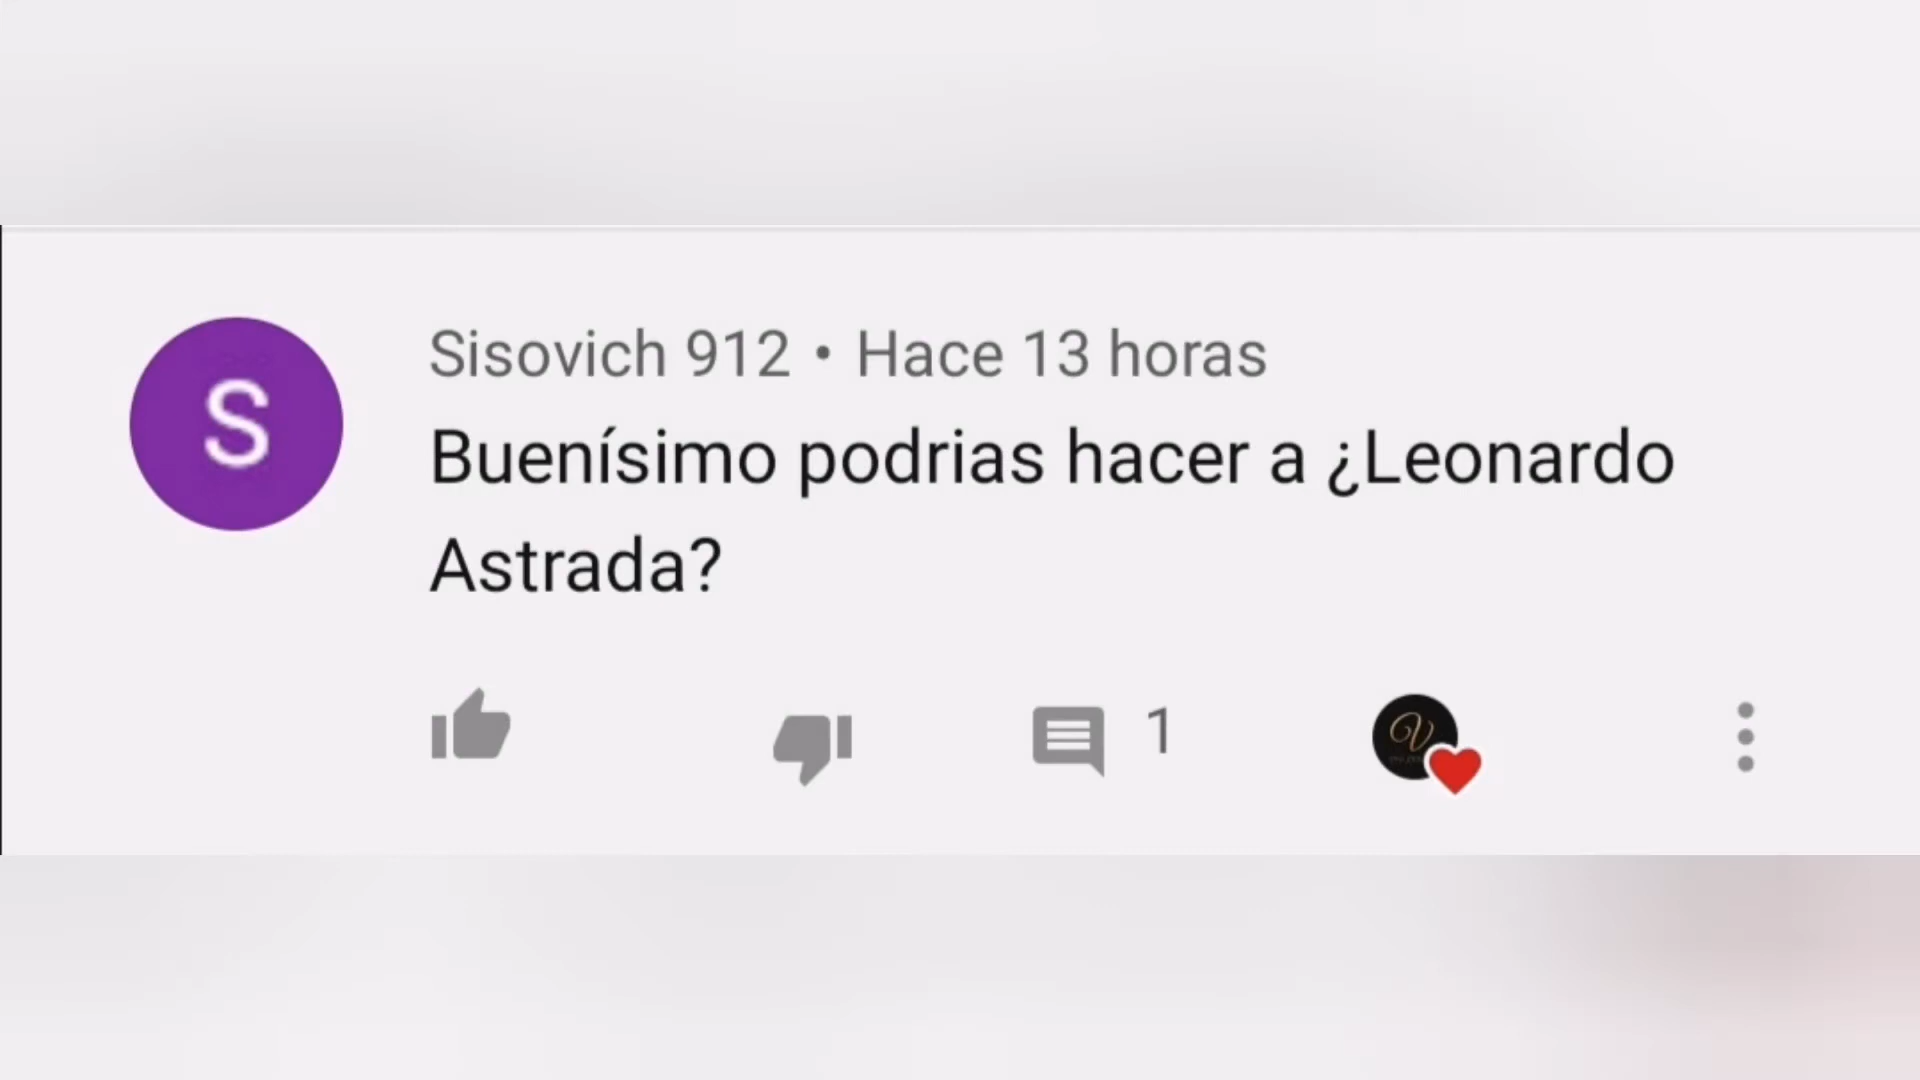 S
Sisovich 912 • Hace 13 horas
Buenísimo podrias hacer a ¿Leonardo
Astrada?
1
V